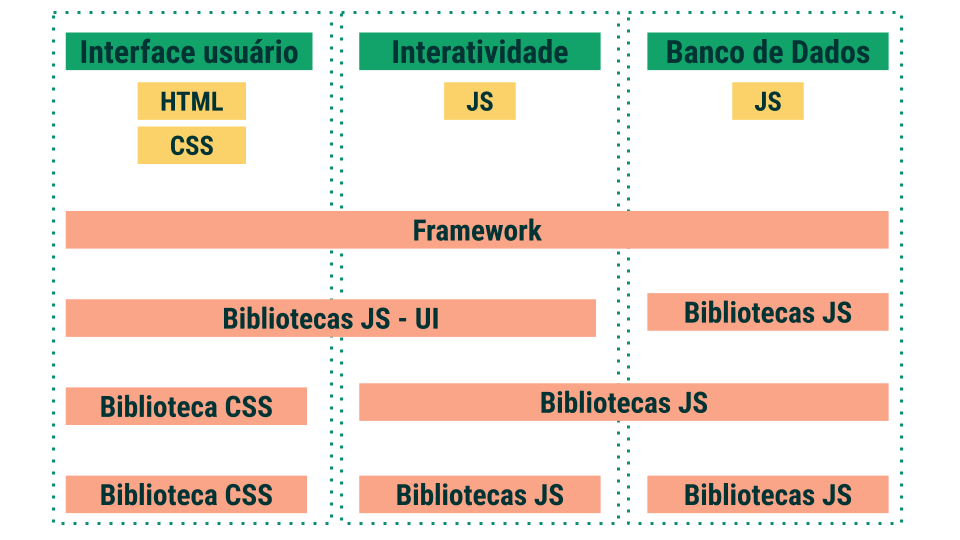 Interface usuário
Interatividade
Banco de Dados
HTML
JS
JS
CSS
Framework
Bibliotecas JS - UI
Bibliotecas JS
Biblioteca CSS
Bibliotecas JS
Biblioteca CSS
Bibliotecas JS
Bibliotecas JS